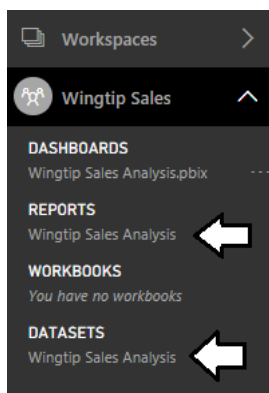 Workspaces
Wingtip Sales
DASHBOARDS
Wingtip Sales Analysis.pbix ...
REPORTS
Wingtip Sales Analysis
WORKBOOKS
You have no workbooks
DATASETS
Wingtip Sales Analysis